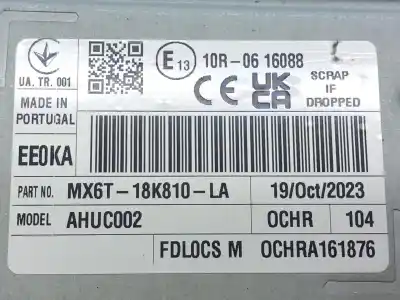 UA. TR. 001
E 13
10R-06 16088
CE
UK CA
SCRAP IF DROPPED
MADE IN PORTUGAL
EE0KA
PART NO. MX6T-18K810-LA 19/Oct/2023
MODEL AHUC002 OCHR 104
FDLOCS M OCHRA161876